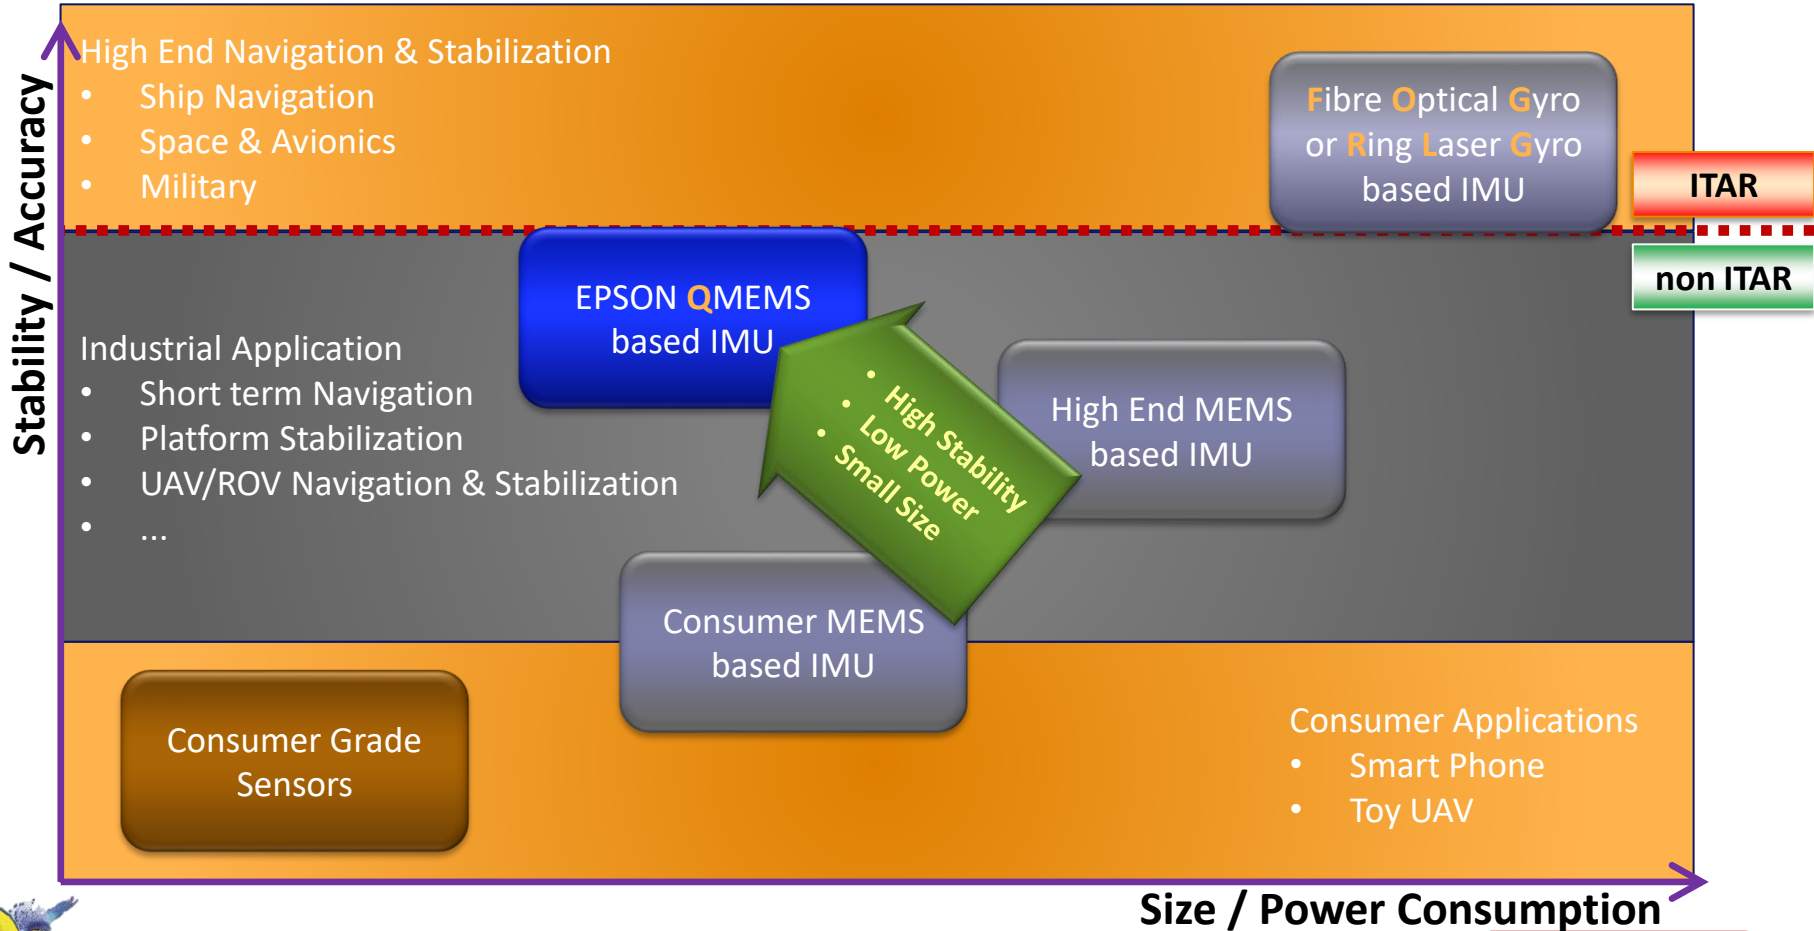 High End Navigation & Stabilization
• Ship Navigation
• Space & Avionics
• Military
Fibre Optical Gyro
or Ring Laser Gyro
based IMU
ITAR
non ITAR
Stability / Accuracy
EPSON QMEMS
based IMU
Industrial Application
• Short term Navigation
• Platform Stabilization
• UAV/ROV Navigation & Stabilization
• ...
• High Stability
• Low Power
• Small Size
High End MEMS
based IMU
Consumer MEMS
based IMU
Consumer Grade
Sensors
Consumer Applications
• Smart Phone
• Toy UAV
Size / Power Consumption